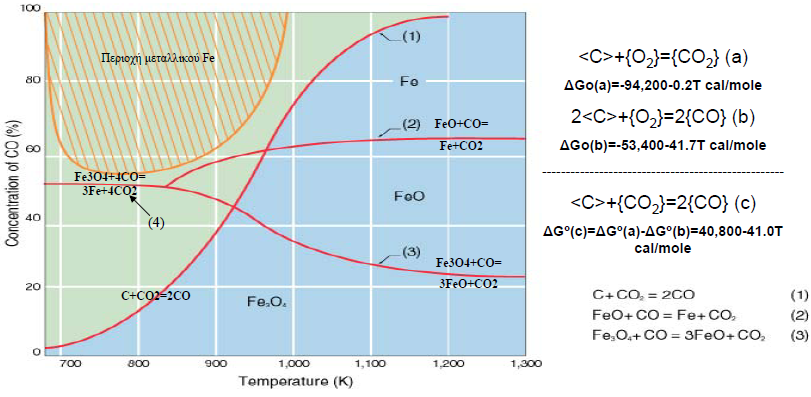 100
80
60
40
20
0
Concentration of CO (%)
700
800
900
1,000
1,100
1,200
1,300
Temperature (K)
Περιοχή μεταλλικού Fe
(1)
Fe
(2)
FeO+CO=
Fe+CO2
Fe3O4+4CO=
3Fe+4CO2
(4)
FeO
(3)
Fe3O4+CO=
3FeO+CO2
C+CO2=2CO
Fe₃O₄
<C>+{O₂}={CO₂} (a)
ΔGo(a)=-94,200-0.2T cal/mole
2<C>+{O₂}=2{CO} (b)
ΔGo(b)=-53,400-41.7T cal/mole
<C>+{CO₂}=2{CO} (c)
ΔGº(c)=ΔGº(a)-ΔGº(b)=40,800-41.0T
cal/mole
C+CO₂ = 2CO (1)
FeO+CO = Fe+CO₂ (2)
Fe₃O₄+CO = 3FeO+CO₂ (3)